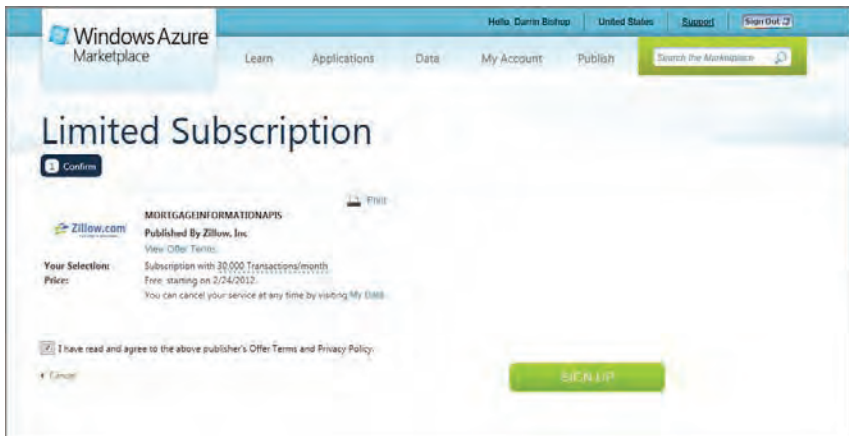 Hello, Darrin Bishop United States Support Sign Out
Windows Azure
Marketplace
Learn Applications Data My Account Publish Search the Marketplace
Limited Subscription
1 Confirm
Print
Zillow.com
MORTGAGEINFORMATIONAPIS
Published By Zillow, Inc
View Offer Terms
Your Selection: Subscription with 30,000 Transactions/month
Price: Free, starting on 2/24/2012.
You can cancel your service at any time by visiting My Data
I have read and agree to the above publisher's Offer Terms and Privacy Policy.
Cancel
SIGN UP